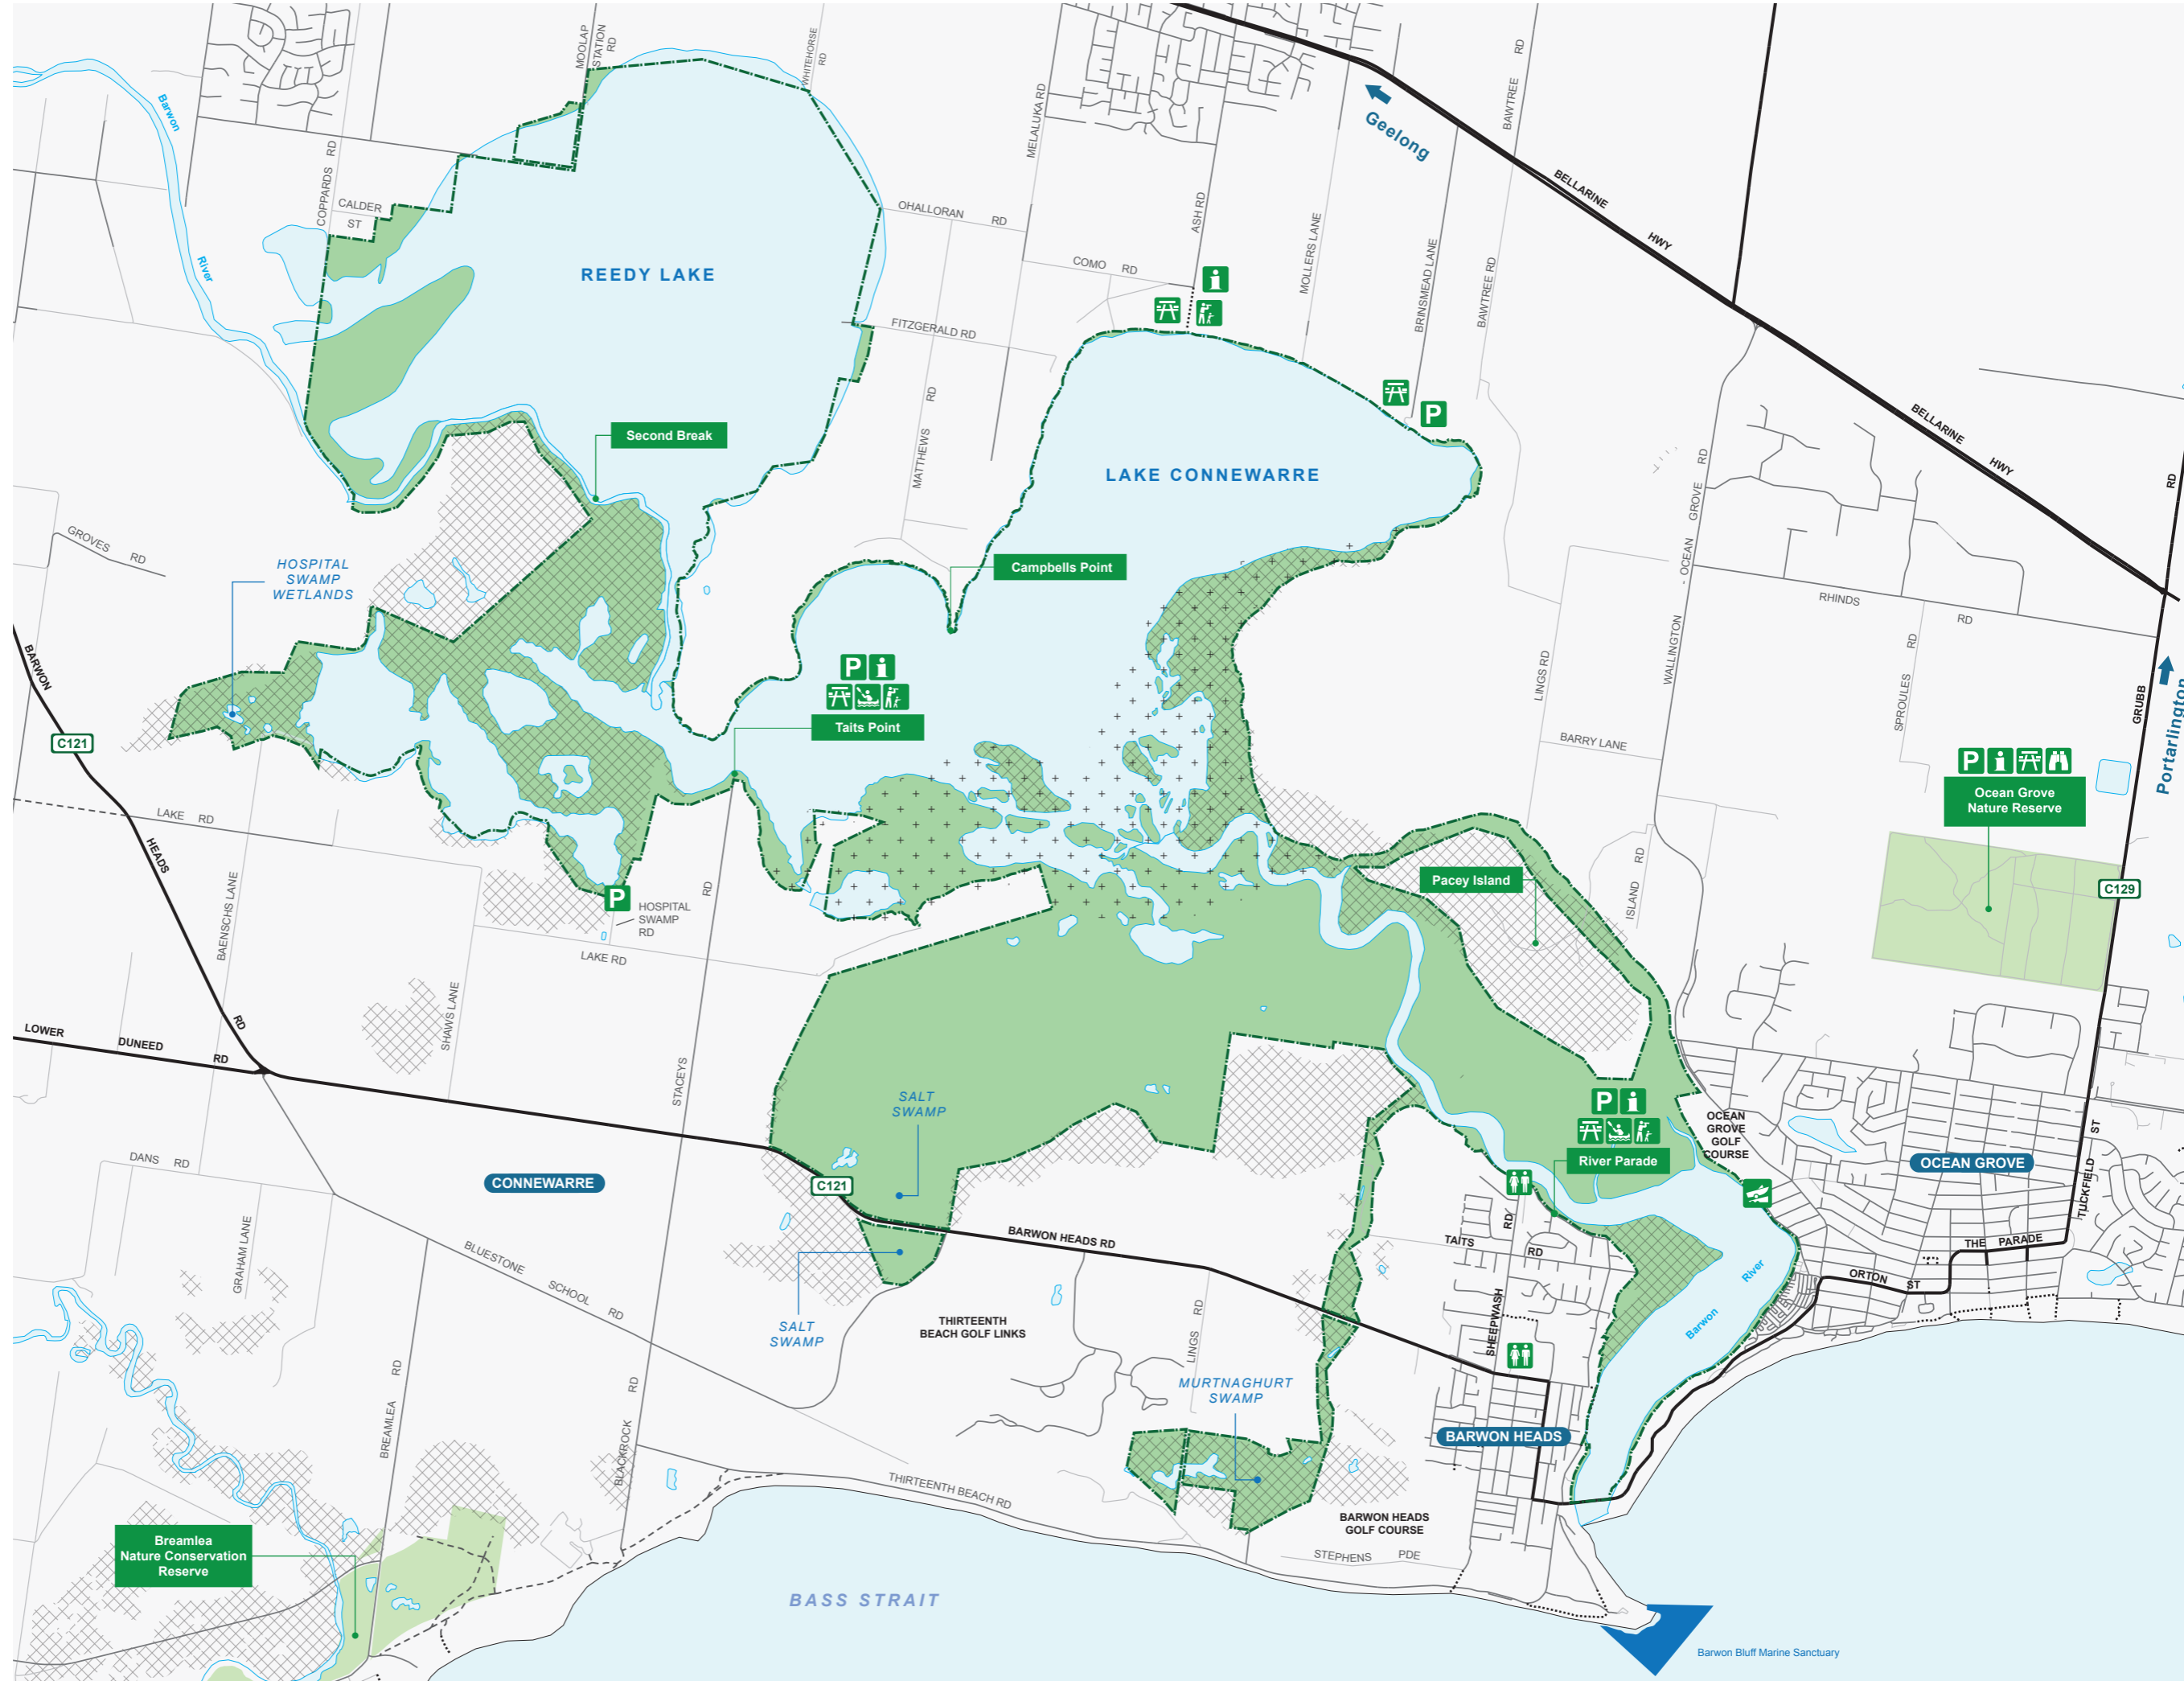 MOOLAP
STATION
RD
WHITEHORSE
RD
Barwon
River
COPPARDS RD
CALDER
ST
REEDY LAKE
MELALUKA RD
OHALLORAN RD
COMO RD
ASH RD
MOLLERS LANE
Geelong
BAWTREE RD
BRINSMEAD LANE
BAWTREE RD
BELLARINE
HWY
BELLARINE
HWY
FITZGERALD RD
MATTHEWS RD
i
P
Second Break
LAKE CONNEWARRE
Campbells Point
GROVES RD
HOSPITAL
SWAMP
WETLANDS
WALLINGTON - OCEAN GROVE RD
RHINDS RD
RD
GRUBB
Portarlington
LINGS RD
BARRY LANE
SPROULES RD
P i
Taits Point
P i
Ocean Grove
Nature Reserve
BARWON
HEADS
RD
C121
LAKE RD
BAENSCHS LANE
P
HOSPITAL
SWAMP
RD
LAKE RD
SHAWS LANE
STACEYS RD
Pacey Island
ISLAND RD
C129
LOWER DUNEED RD
SALT
SWAMP
CONNEWARRE
C121
P i
River Parade
OCEAN
GROVE
GOLF
COURSE
OCEAN GROVE
TUCKFIELD ST
THE PARADE
ORTON ST
DANS RD
GRAHAM LANE
BLUESTONE SCHOOL RD
BARWON HEADS RD
SALT
SWAMP
THIRTEENTH
BEACH GOLF LINKS
LINGS RD
TAITS RD
SHEEPWASH RD
River
Barwon
MURTNAGHURT
SWAMP
BARWON HEADS
BREAMLEA RD
BLACKROCK RD
THIRTEENTH BEACH RD
BARWON HEADS
GOLF COURSE
STEPHENS PDE
Breamlea
Nature Conservation
Reserve
BASS STRAIT
Barwon Bluff Marine Sanctuary